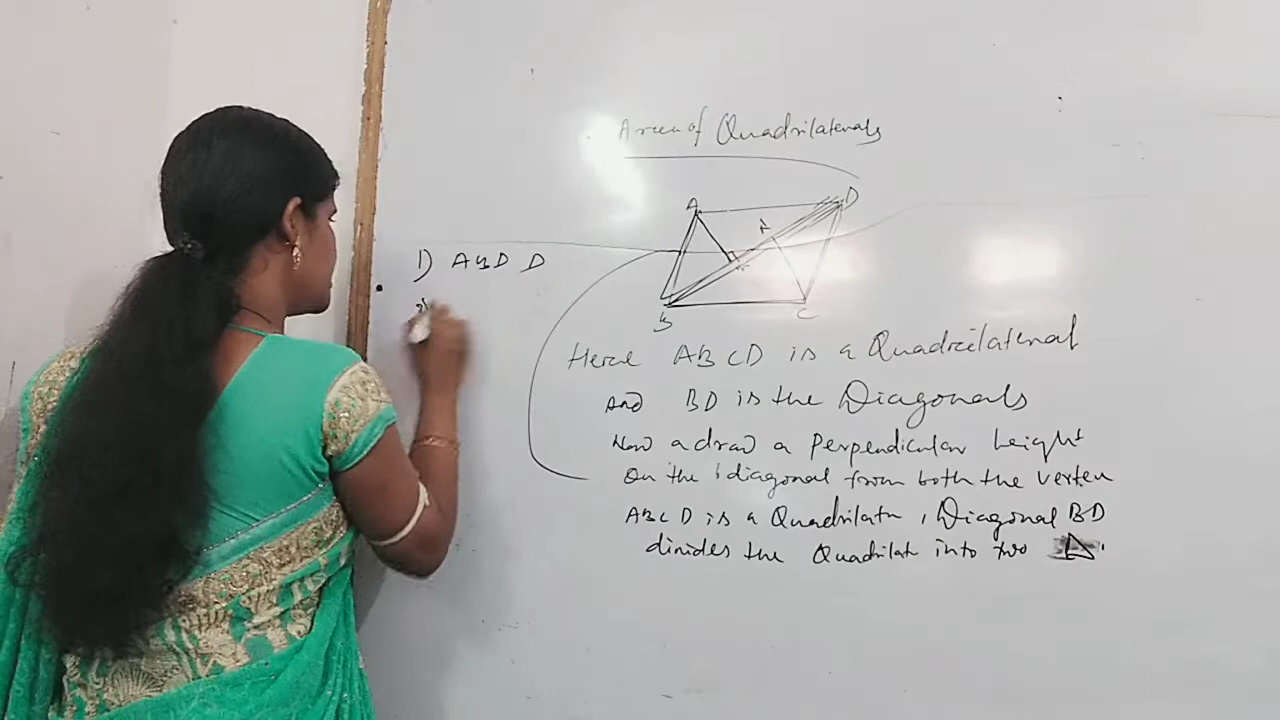 Area of Quadrilaterals
A D
B C
1) ABD D
2)
Here ABCD is a Quadrilateral
And BD is the Diagonals
Now a draw a perpendicular height
On the diagonal from both the vertex
ABCD is a Quadrilatr , Diagonal BD
divides the Quadrilat into two